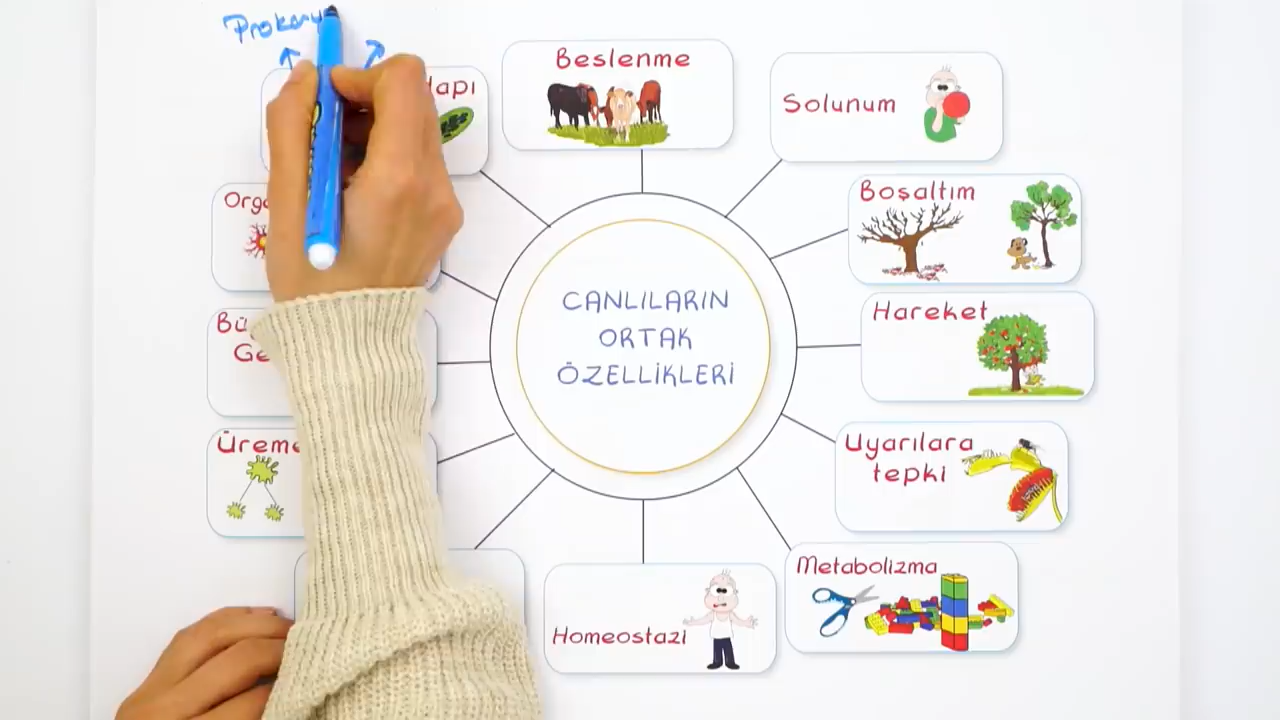 Beslenme
Solunum
Boşaltım
Hareket
Uyarılara
tepki
Metabolizma
Homeostazi
CANLILARIN
ORTAK
ÖZELLİKLERİ